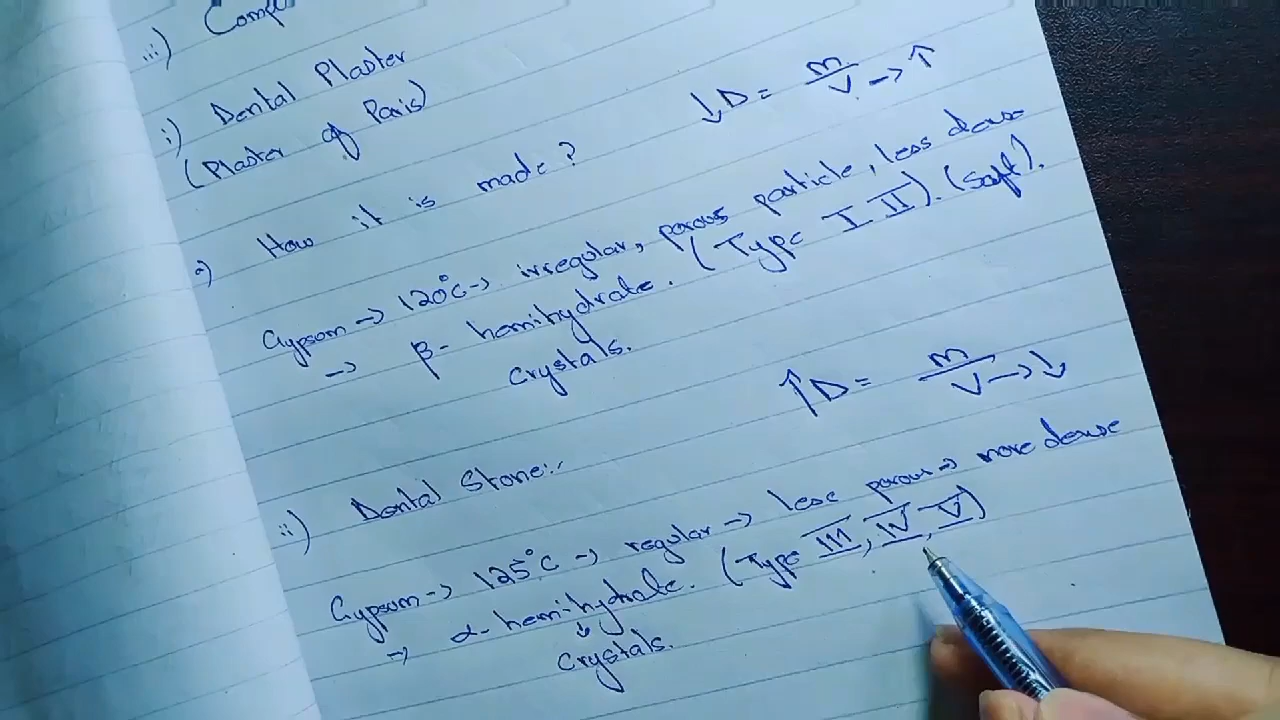 iii)
i) Dental Plaster
(Plaster of Paris)
↓D = m/V → ↑
→) How it is made?
Gypsum → 120°C → irregular, porous particle, less dense
→ β- hemihydrate. (Type I II). (Soft).
crystals.
↑D = m/V → ↓
ii) Dental Stone:-
Gypsum → 125°C → regular → less porous → more dense
→ α- hemihydrate. (Type III, IV, V)
↓
Crystals.